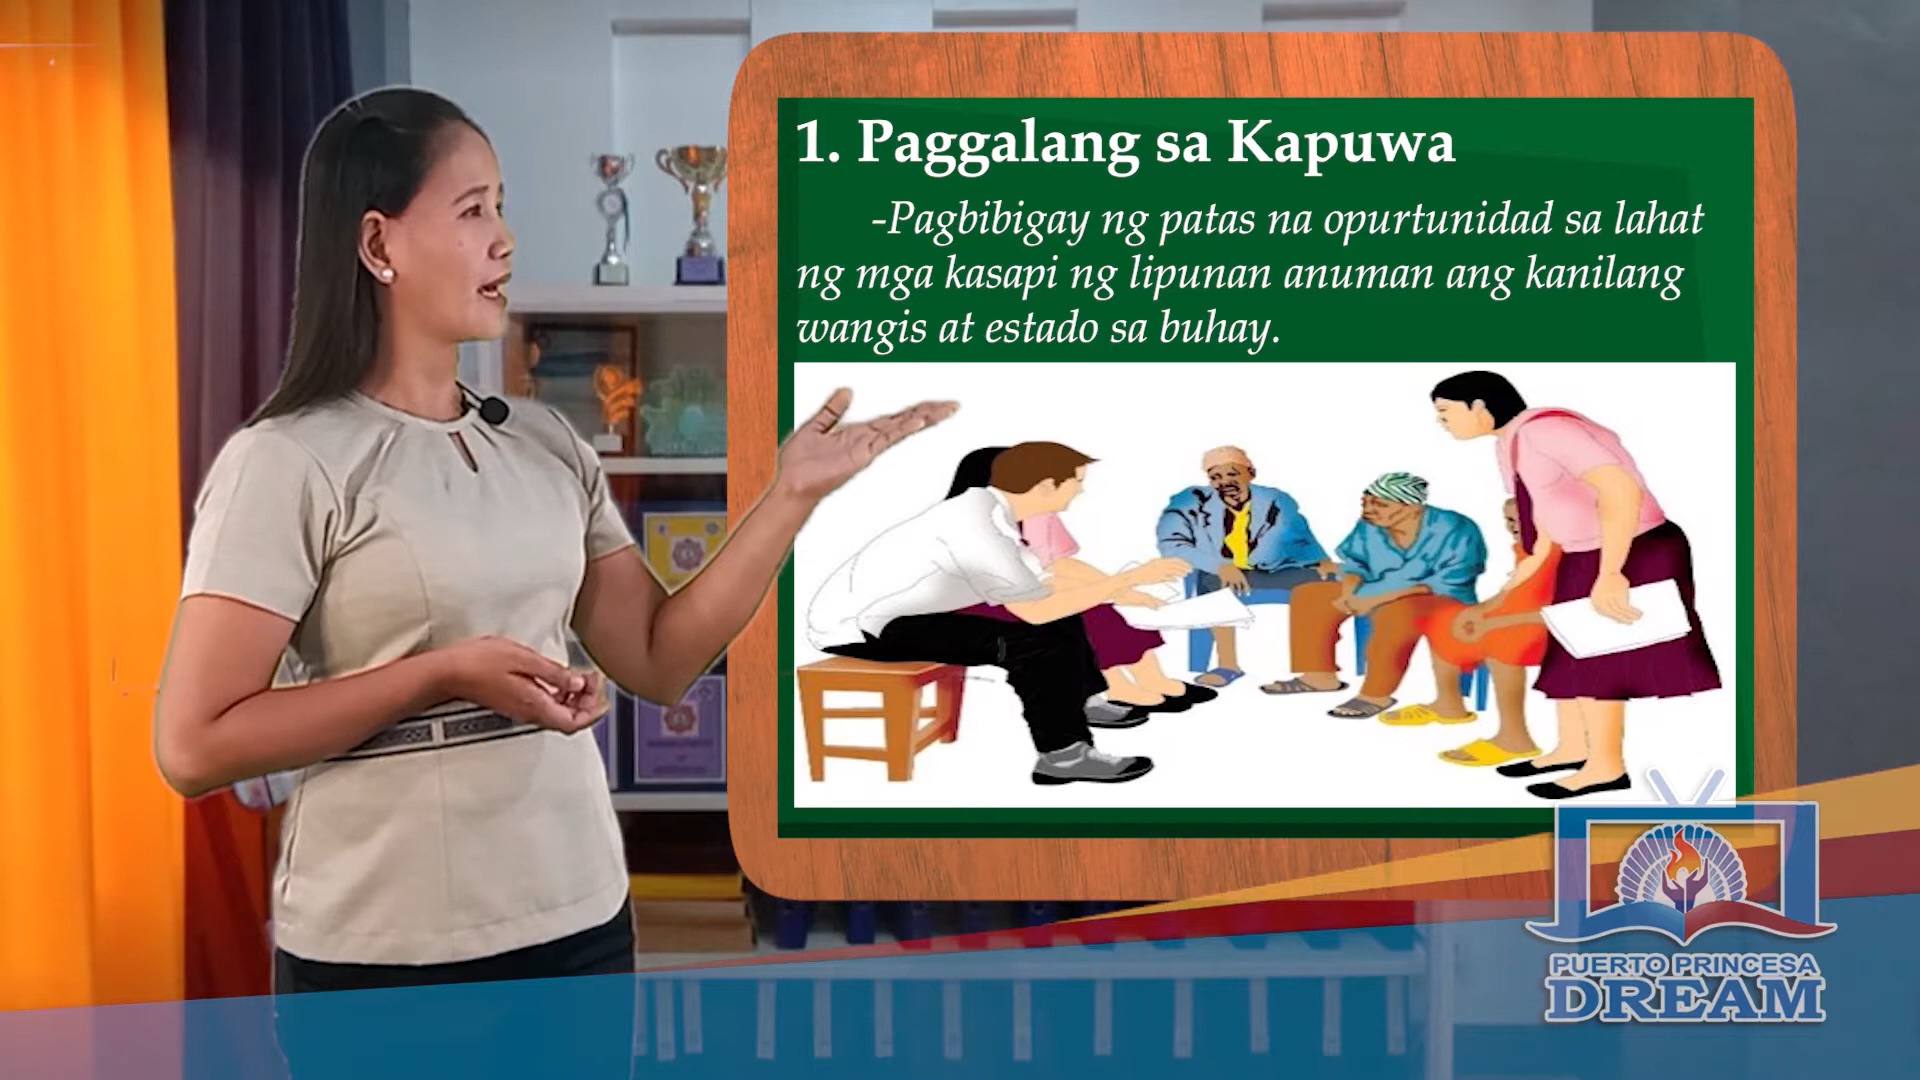 1. Paggalang sa Kapuwa
-Pagbibigay ng patas na opurtunidad sa lahat
ng mga kasapi ng lipunan anuman ang kanilang
wangis at estado sa buhay.
PUERTO PRINCESA
DREAM